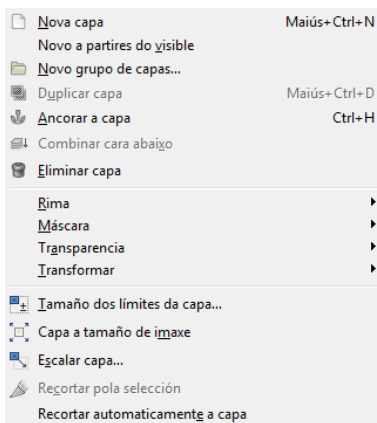 Nova capa Maiús+Ctrl+N
Novo a partires do visible
Novo grupo de capas...
Duplicar capa Maiús+Ctrl+D
Ancorar a capa Ctrl+H
Combinar cara abaixo
Eliminar capa
Rima
Máscara
Transparencia
Transformar
Tamaño dos límites da capa...
Capa a tamaño de imaxe
Escalar capa...
Recortar pola selección
Recortar automaticamente a capa